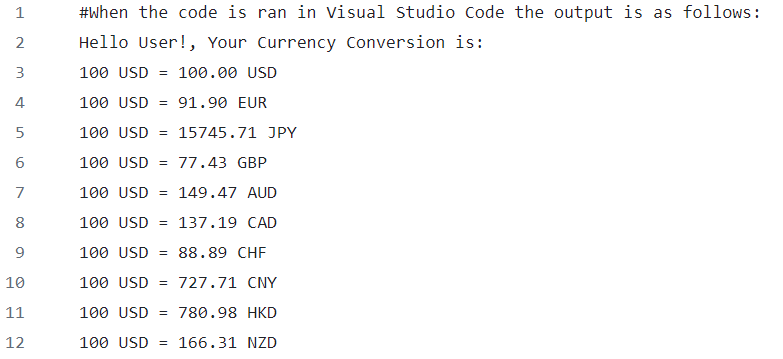 1 #When the code is ran in Visual Studio Code the output is as follows:
2 Hello User!, Your Currency Conversion is:
3 100 USD = 100.00 USD
4 100 USD = 91.90 EUR
5 100 USD = 15745.71 JPY
6 100 USD = 77.43 GBP
7 100 USD = 149.47 AUD
8 100 USD = 137.19 CAD
9 100 USD = 88.89 CHF
10 100 USD = 727.71 CNY
11 100 USD = 780.98 HKD
12 100 USD = 166.31 NZD